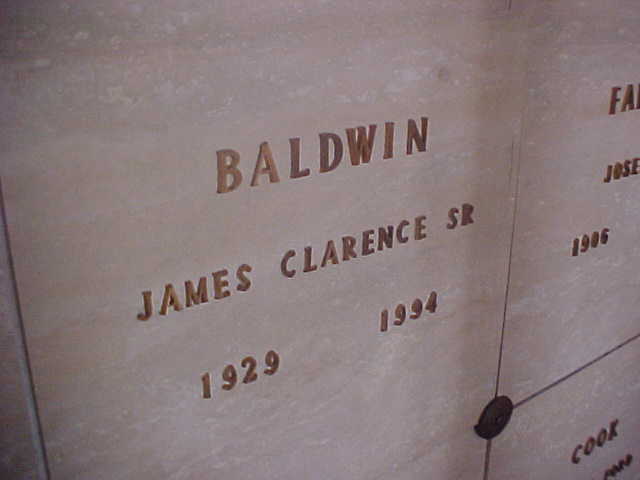 BALDWIN
JAMES CLARENCE SR
1929 1994
1906
COOK